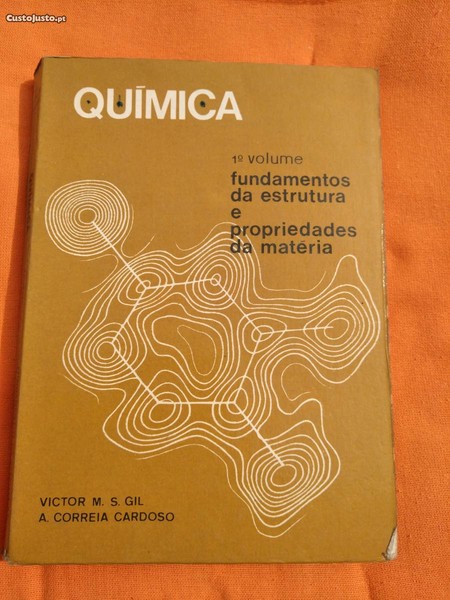 CustoJusto.pt
QUÍMICA
1º volume
fundamentos
da estrutura
e
propriedades
da matéria
VICTOR M. S. GIL
A. CORREIA CARDOSO